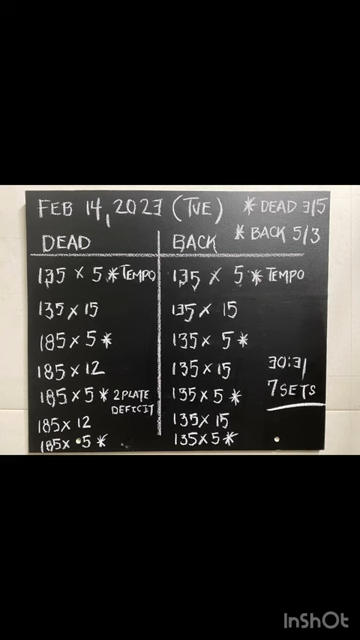 FEB 14, 2023 (TUE) * DEAD 3/5
* BACK 5/3
DEAD BACK
135 × 5 * TEMPO 135 × 5 * TEMPO
135 × 15 135 × 15
185 × 5 * 135 × 5 *
185 × 12 135 × 15 30:31
185 × 5 * 2 PLATE DEFICIT 135 × 5 * 7 SETS
185 × 12 135 × 15
185 × 5 * 135 × 5 *
InShOt